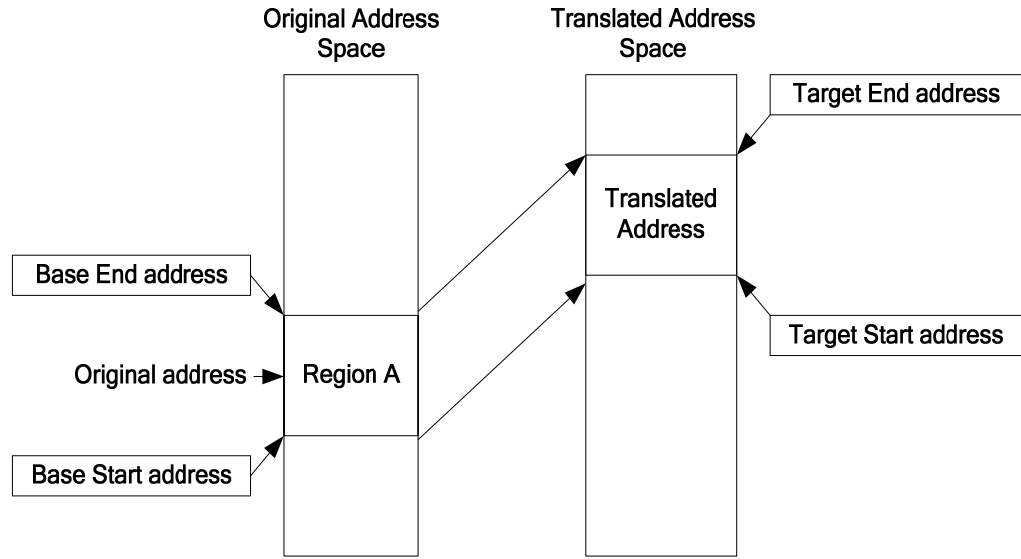 Original Address
Space
Translated Address
Space
Target End address
Translated
Address
Base End address
Target Start address
Original address
Region A
Base Start address